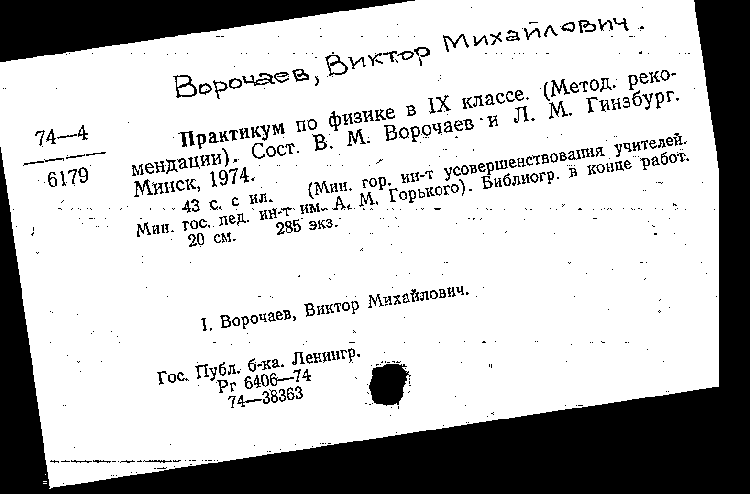 Ворочаев, Виктор Михайлович.
74—4
6179
Практикум по физике в IX классе. (Метод. реко-
мендации). Сост. В. М. Ворочаев и Л. М. Гинзбург.
Минск, 1974.
43 с. с ил. (Мин. гор. ин-т усовершенствования учителей.
Мин. гос. пед. ин-т им. А. М. Горького). Библиогр. в конце работ.
20 см. 285 экз.
I. Ворочаев, Виктор Михайлович.
Гос. Публ. б-ка. Ленингр.
Рг 6406—74
74—38363